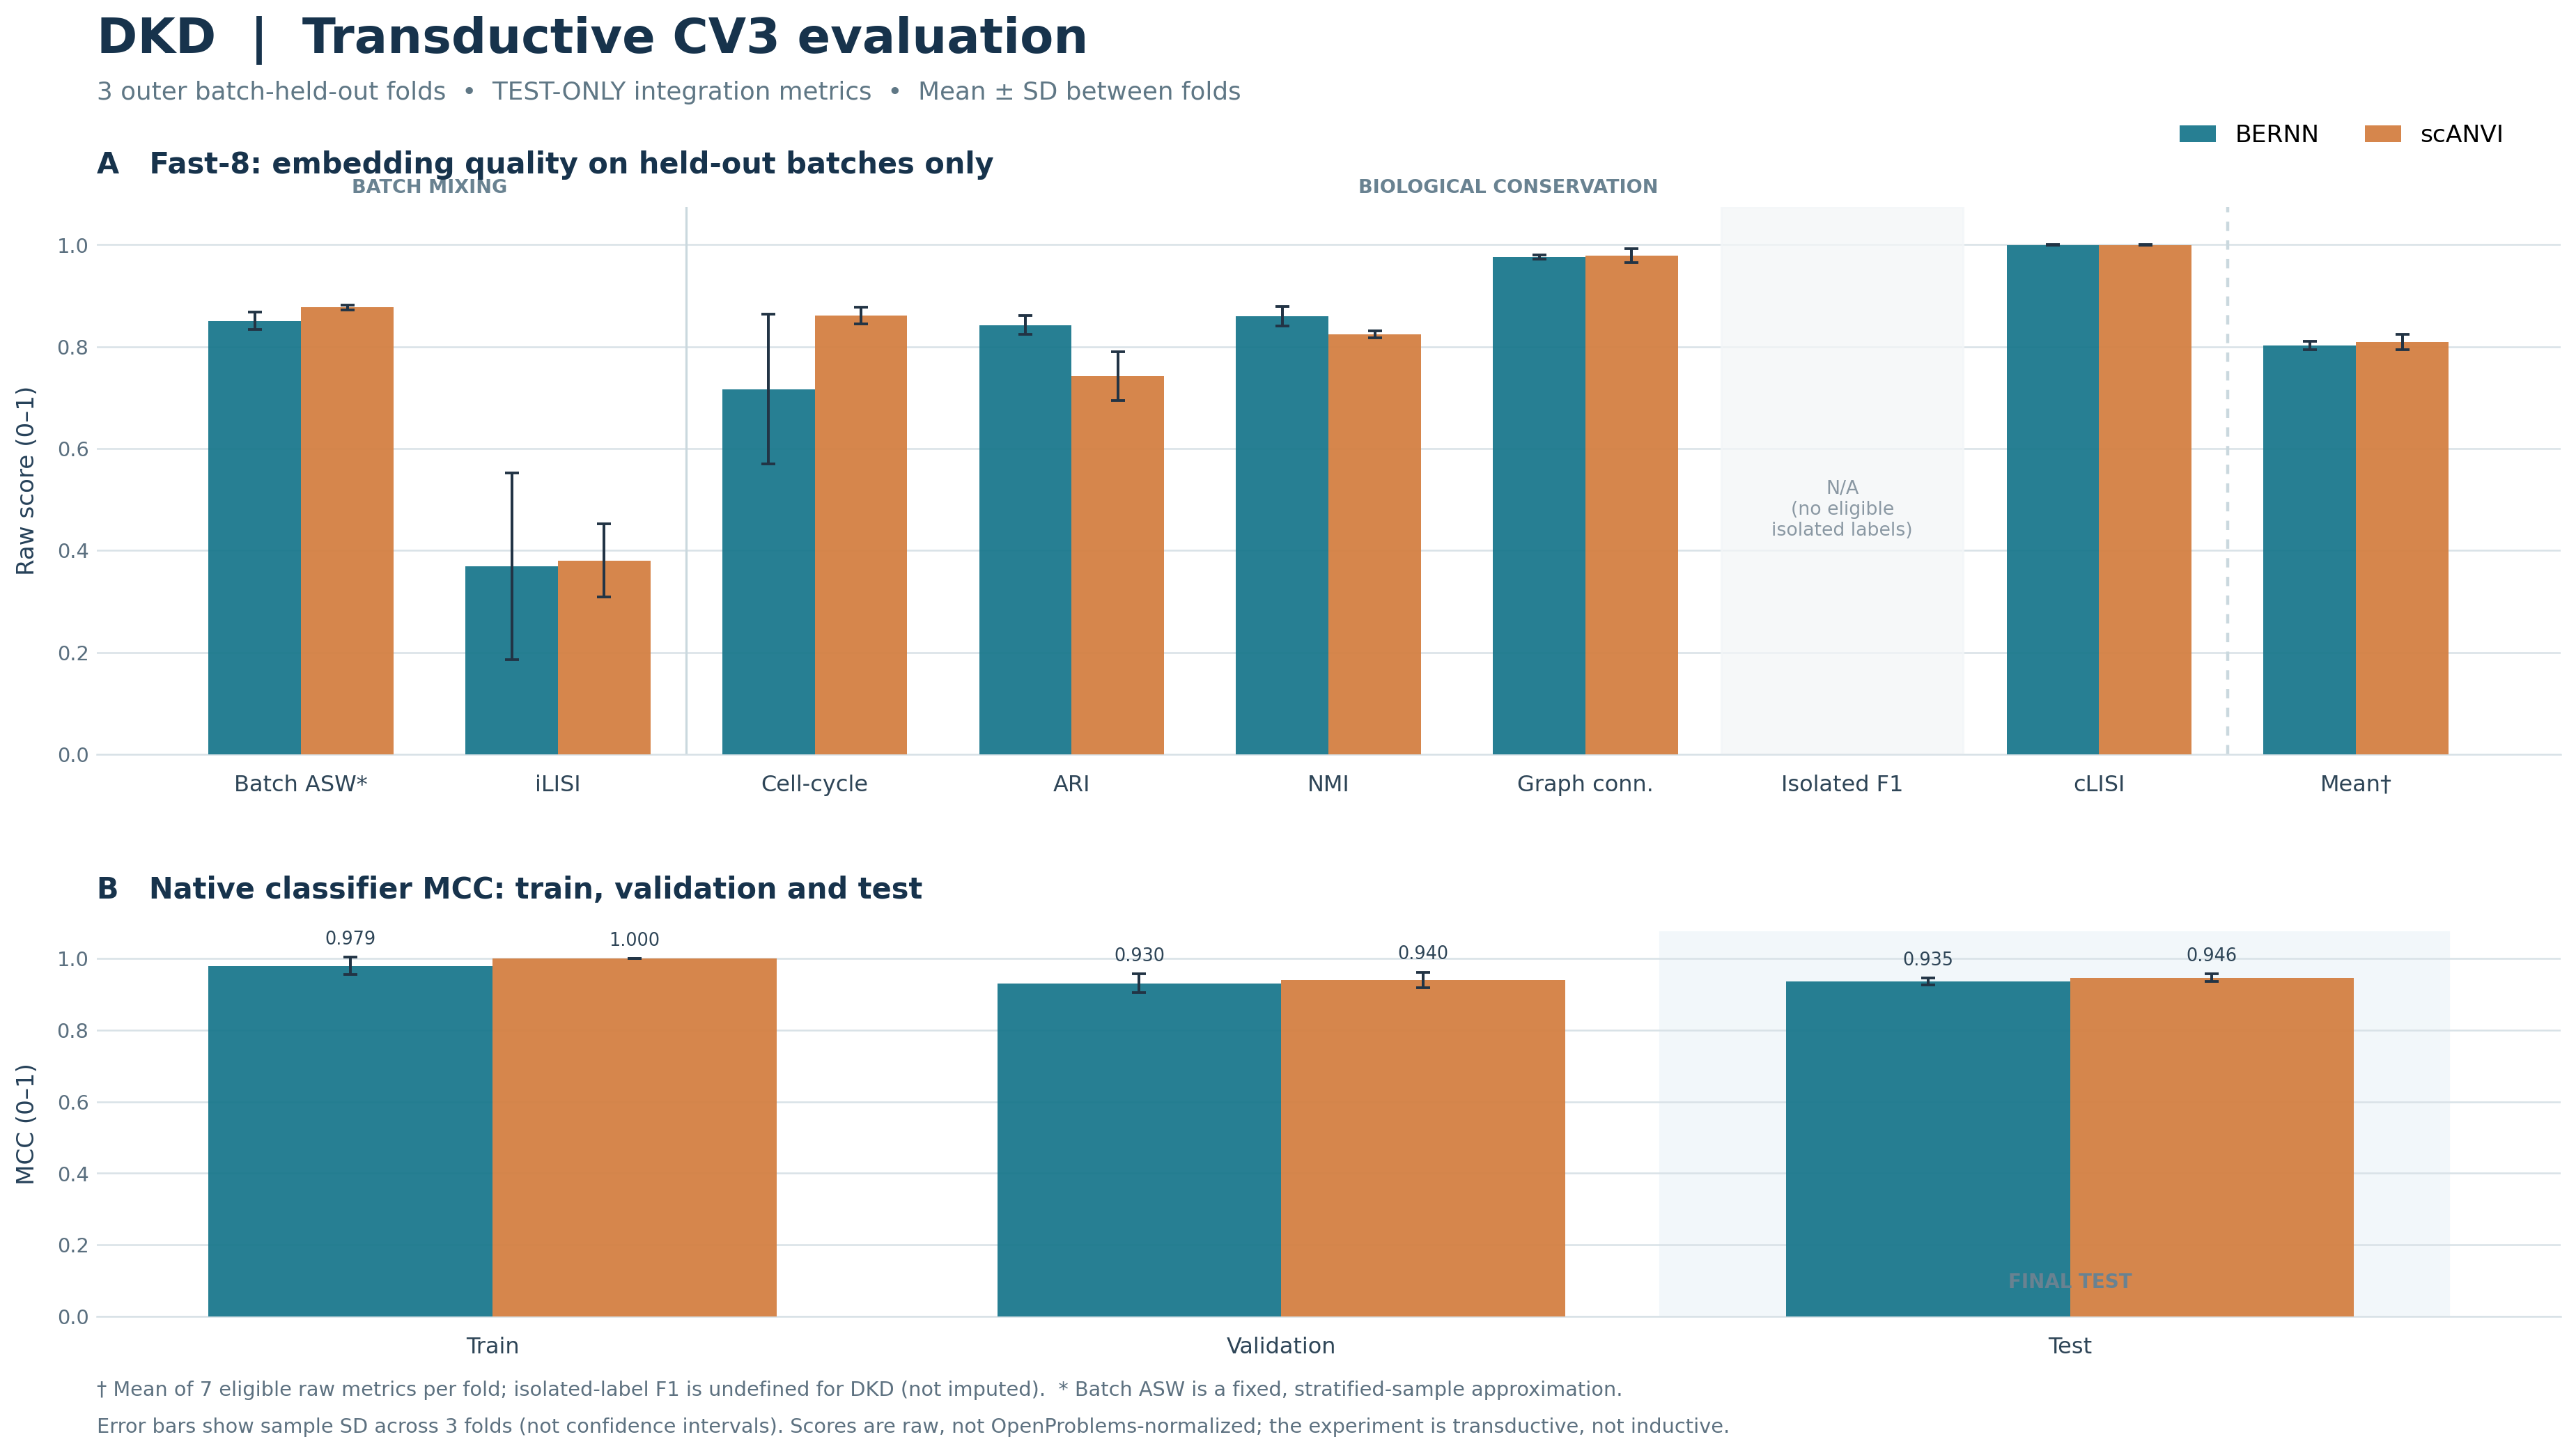 DKD | Transductive CV3 evaluation
3 outer batch-held-out folds • TEST-ONLY integration metrics • Mean ± SD between folds
BERNN scANVI
A Fast-8: embedding quality on held-out batches only
BATCH MIXING BIOLOGICAL CONSERVATION
Raw score (0–1)
1.0
0.8
0.6
0.4
0.2
0.0
N/A
(no eligible
isolated labels)
Batch ASW* iLISI Cell-cycle ARI NMI Graph conn. Isolated F1 cLISI Mean†
B Native classifier MCC: train, validation and test
MCC (0–1)
1.0
0.8
0.6
0.4
0.2
0.0
0.979 1.000 0.930 0.940 0.935 0.946
FINAL TEST
Train Validation Test
† Mean of 7 eligible raw metrics per fold; isolated-label F1 is undefined for DKD (not imputed). * Batch ASW is a fixed, stratified-sample approximation.
Error bars show sample SD across 3 folds (not confidence intervals). Scores are raw, not OpenProblems-normalized; the experiment is transductive, not inductive.